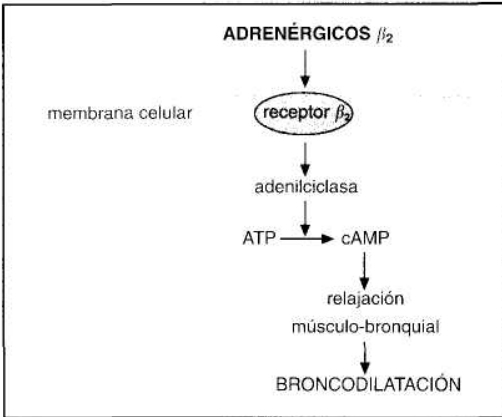 ADRENÉRGICOS β₂
membrana celular
receptor β₂
adenilciclasa
ATP cAMP
relajación
músculo-bronquial
BRONCODILATACIÓN